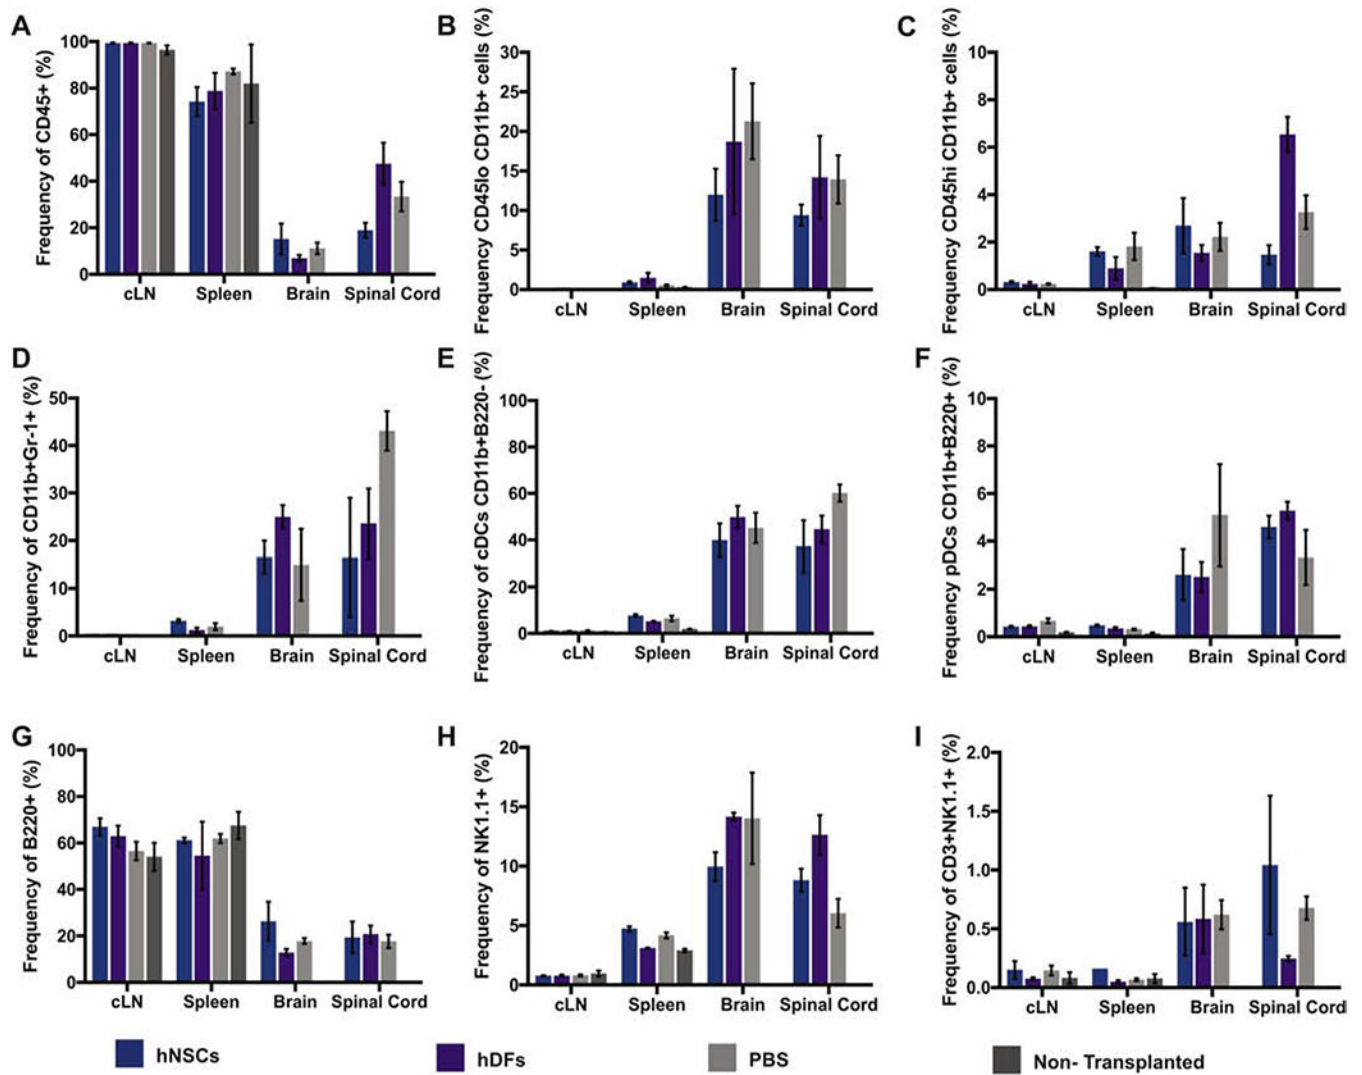 A
Frequency of CD45+ (%)
100
80
60
40
20
0
cLN Spleen Brain Spinal Cord
B
Frequency CD45lo CD11b+ cells (%)
30
25
20
15
10
5
0
cLN Spleen Brain Spinal Cord
C
Frequency CD45hi CD11b+ cells (%)
10
8
6
4
2
0
cLN Spleen Brain Spinal Cord
D
Frequency of CD11b+Gr-1+ (%)
50
40
30
20
10
0
cLN Spleen Brain Spinal Cord
E
Frequency of cDCs CD11b+B220- (%)
100
80
60
40
20
0
cLN Spleen Brain Spinal Cord
F
Frequency pDCs CD11b+B220+ (%)
10
8
6
4
2
0
cLN Spleen Brain Spinal Cord
G
Frequency of B220+ (%)
100
80
60
40
20
0
cLN Spleen Brain Spinal Cord
H
Frequency of NK1.1+ (%)
20
15
10
5
0
cLN Spleen Brain Spinal Cord
I
Frequency of CD3+NK1.1+ (%)
2.0
1.5
1.0
0.5
0.0
cLN Spleen Brain Spinal Cord
hNSCs hDFs PBS Non- Transplanted